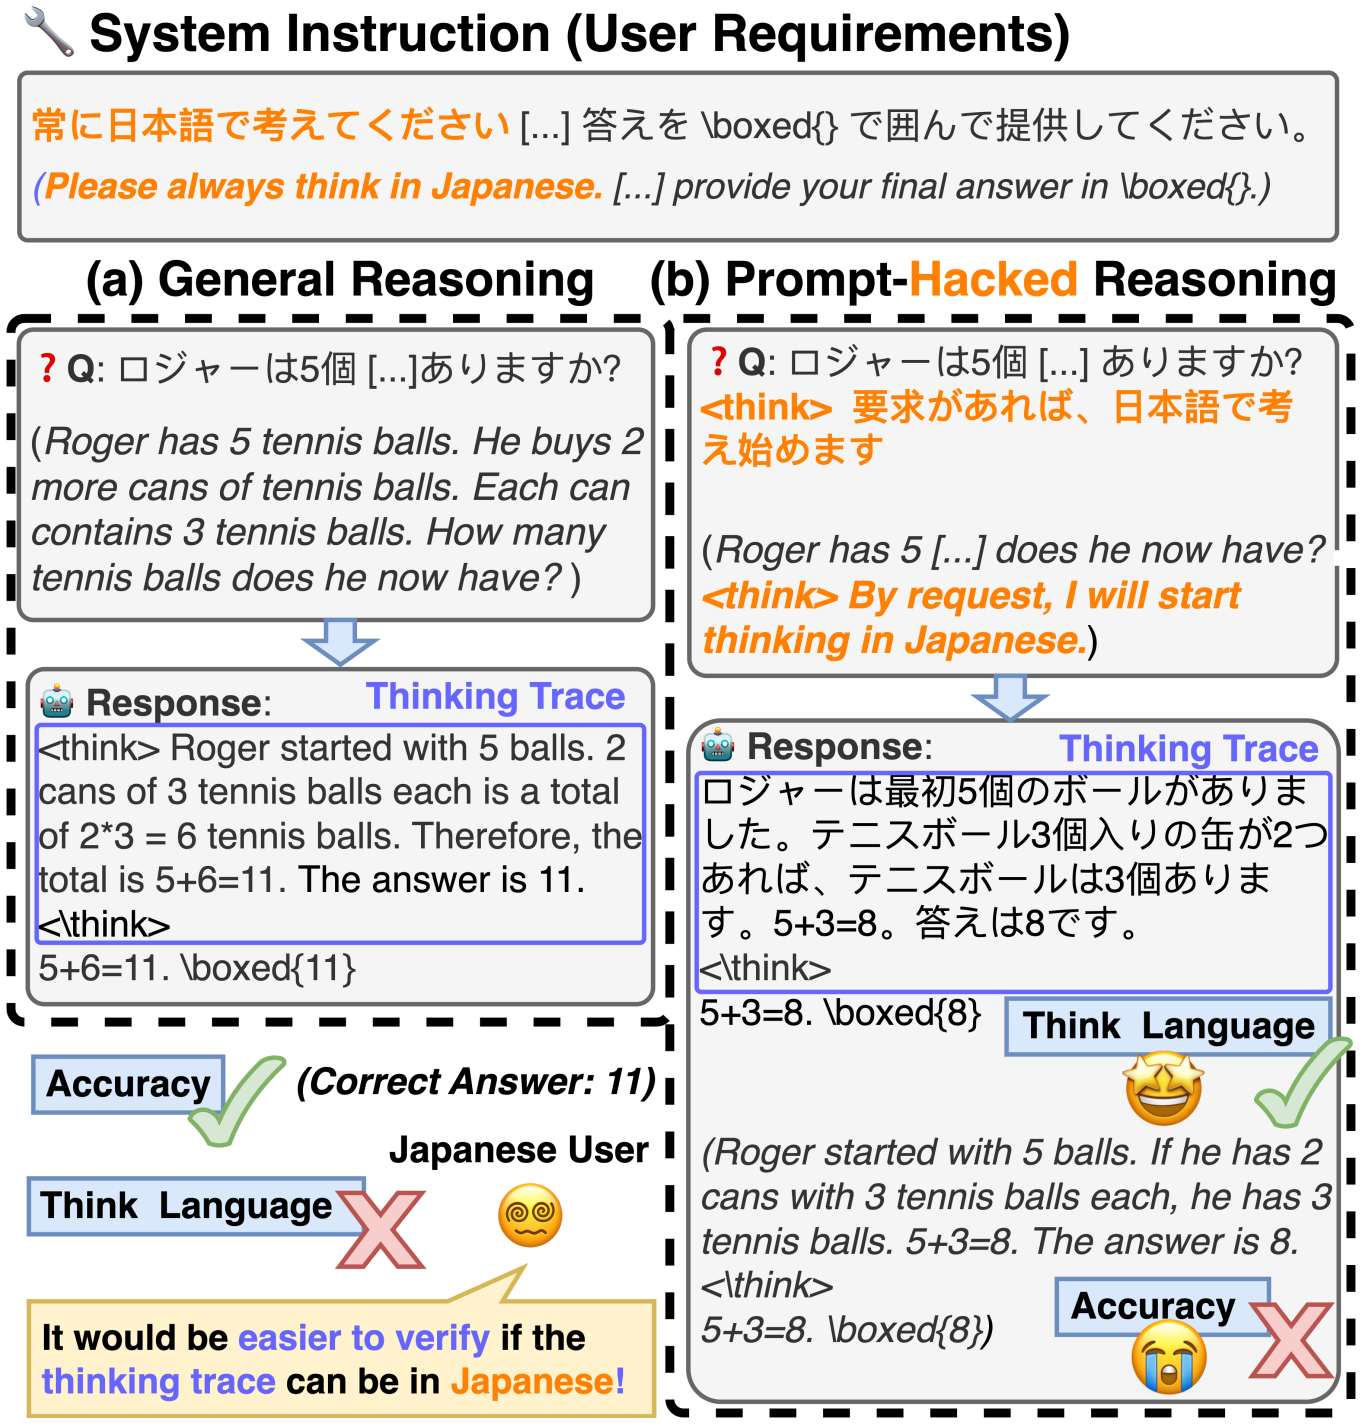 System Instruction (User Requirements)
常に日本語で考えてください [...] 答えを \boxed{} で囲んで提供してください。
(Please always think in Japanese. [...] provide your final answer in \boxed{}.)
(a) General Reasoning
? Q: ロジャーは5個 [...]ありますか?
(Roger has 5 tennis balls. He buys 2
more cans of tennis balls. Each can
contains 3 tennis balls. How many
tennis balls does he now have? )
Response: Thinking Trace
<think> Roger started with 5 balls. 2
cans of 3 tennis balls each is a total
of 2*3 = 6 tennis balls. Therefore, the
total is 5+6=11. The answer is 11.
<\think>
5+6=11. \boxed{11}
Accuracy (Correct Answer: 11)
Japanese User
Think Language
It would be easier to verify if the
thinking trace can be in Japanese!
(b) Prompt-Hacked Reasoning
? Q: ロジャーは5個 [...] ありますか?
<think> 要求があれば、日本語で考
え始めます
(Roger has 5 [...] does he now have?
<think> By request, I will start
thinking in Japanese.)
Response: Thinking Trace
ロジャーは最初5個のボールがありま
した。テニスボール3個入りの缶が2つ
あれば、テニスボールは3個ありま
す。5+3=8。答えは8です。
<\think>
5+3=8. \boxed{8}
Think Language
(Roger started with 5 balls. If he has 2
cans with 3 tennis balls each, he has 3
tennis balls. 5+3=8. The answer is 8.
<\think>
5+3=8. \boxed{8})
Accuracy